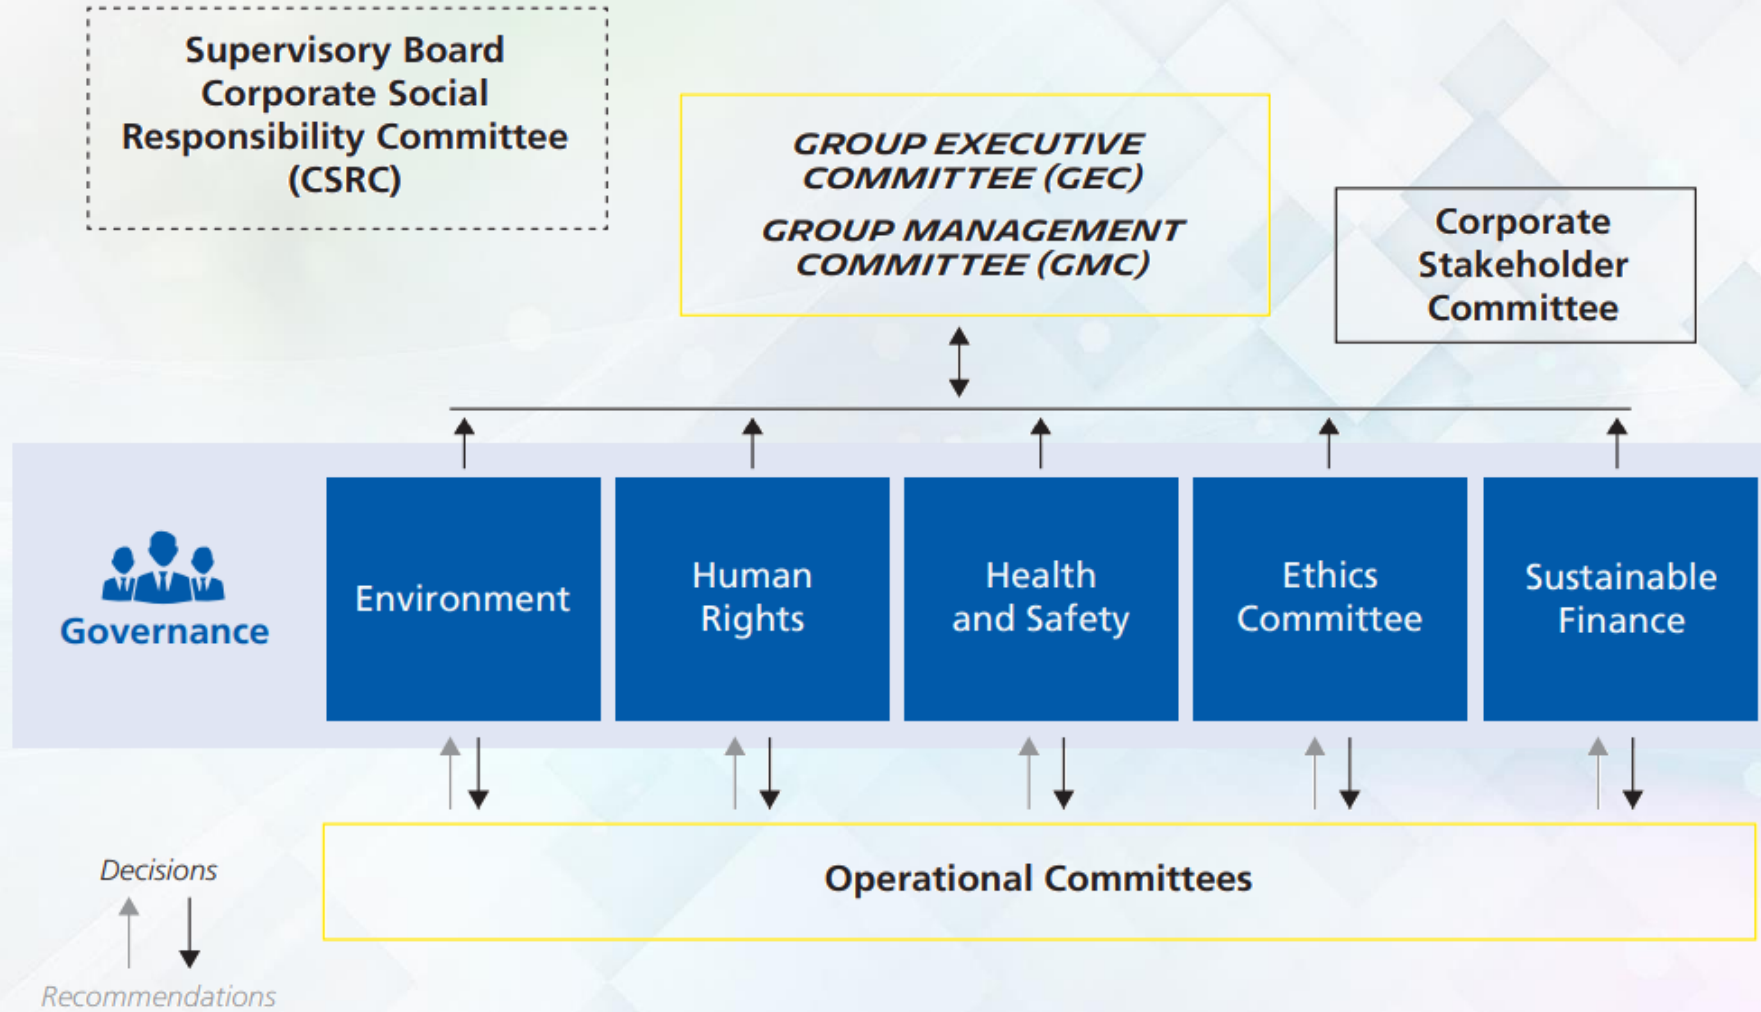 Supervisory Board
Corporate Social
Responsibility Committee
(CSRC)
GROUP EXECUTIVE
COMMITTEE (GEC)
GROUP MANAGEMENT
COMMITTEE (GMC)
Corporate
Stakeholder
Committee
Governance
Environment
Human
Rights
Health
and Safety
Ethics
Committee
Sustainable
Finance
Operational Committees
Decisions
Recommendations